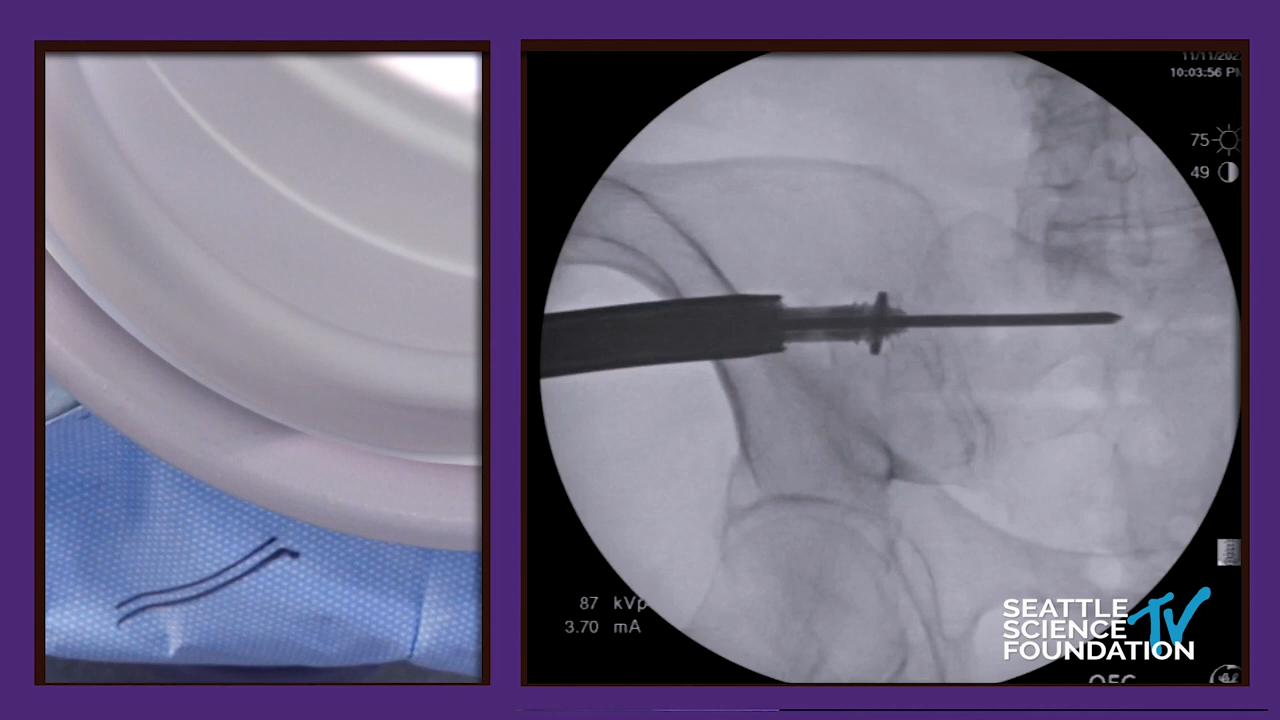 10:03:56 PM
75
49
87 kVp
3.70 mA
SEATTLE
SCIENCE TV
FOUNDATION